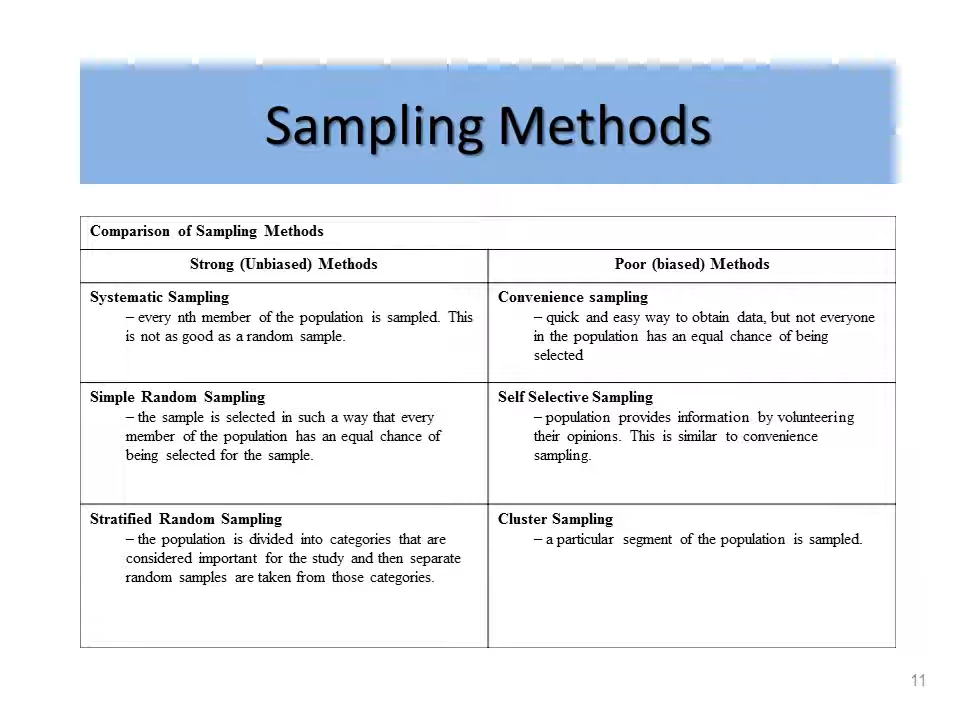 Sampling Methods
Comparison of Sampling Methods
Strong (Unbiased) Methods
Poor (biased) Methods
Systematic Sampling
– every nth member of the population is sampled. This
is not as good as a random sample.
Convenience sampling
– quick and easy way to obtain data, but not everyone
in the population has an equal chance of being
selected
Simple Random Sampling
– the sample is selected in such a way that every
member of the population has an equal chance of
being selected for the sample.
Self Selective Sampling
– population provides information by volunteering
their opinions. This is similar to convenience
sampling.
Stratified Random Sampling
– the population is divided into categories that are
considered important for the study and then separate
random samples are taken from those categories.
Cluster Sampling
– a particular segment of the population is sampled.
11